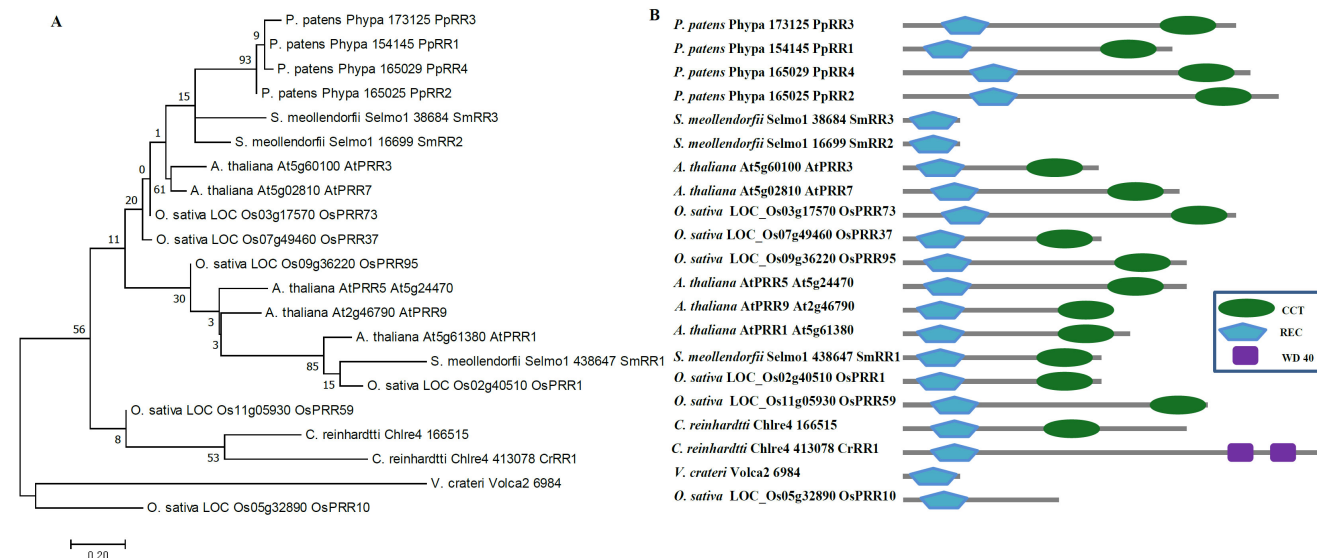 A
P. patens Phypa 173125 PpRR3
9
P. patens Phypa 154145 PpRR1
93
P. patens Phypa 165029 PpRR4
P. patens Phypa 165025 PpRR2
15
S. meollendorfii Selmo1 38684 SmRR3
1
S. meollendorfii Selmo1 16699 SmRR2
0
A. thaliana At5g60100 AtPRR3
61
A. thaliana At5g02810 AtPRR7
20
O. sativa LOC Os03g17570 OsPRR73
11
O. sativa LOC Os07g49460 OsPRR37
O. sativa LOC Os09g36220 OsPRR95
30
A. thaliana AtPRR5 At5g24470
3
A. thaliana At2g46790 AtPRR9
3
56
A. thaliana At5g61380 AtPRR1
85
S. meollendorfii Selmo1 438647 SmRR1
15
O. sativa LOC Os02g40510 OsPRR1
O. sativa LOC Os11g05930 OsPRR59
8
C. reinhardtti Chlre4 166515
53
C. reinhardtti Chlre4 413078 CrRR1
V. crateri Volca2 6984
O. sativa LOC Os05g32890 OsPRR10
0.20
B
P. patens Phypa 173125 PpRR3
P. patens Phypa 154145 PpRR1
P. patens Phypa 165029 PpRR4
P. patens Phypa 165025 PpRR2
S. meollendorfii Selmo1 38684 SmRR3
S. meollendorfii Selmo1 16699 SmRR2
A. thaliana At5g60100 AtPRR3
A. thaliana At5g02810 AtPRR7
O. sativa LOC_Os03g17570 OsPRR73
O. sativa LOC_Os07g49460 OsPRR37
O. sativa LOC_Os09g36220 OsPRR95
A. thaliana AtPRR5 At5g24470
A. thaliana AtPRR9 At2g46790
A. thaliana AtPRR1 At5g61380
S. meollendorfii Selmo1 438647 SmRR1
O. sativa LOC_Os02g40510 OsPRR1
O. sativa LOC_Os11g05930 OsPRR59
C. reinhardtti Chlre4 166515
C. reinhardtti Chlre4 413078 CrRR1
V. crateri Volca2 6984
O. sativa LOC_Os05g32890 OsPRR10
CCT
REC
WD 40